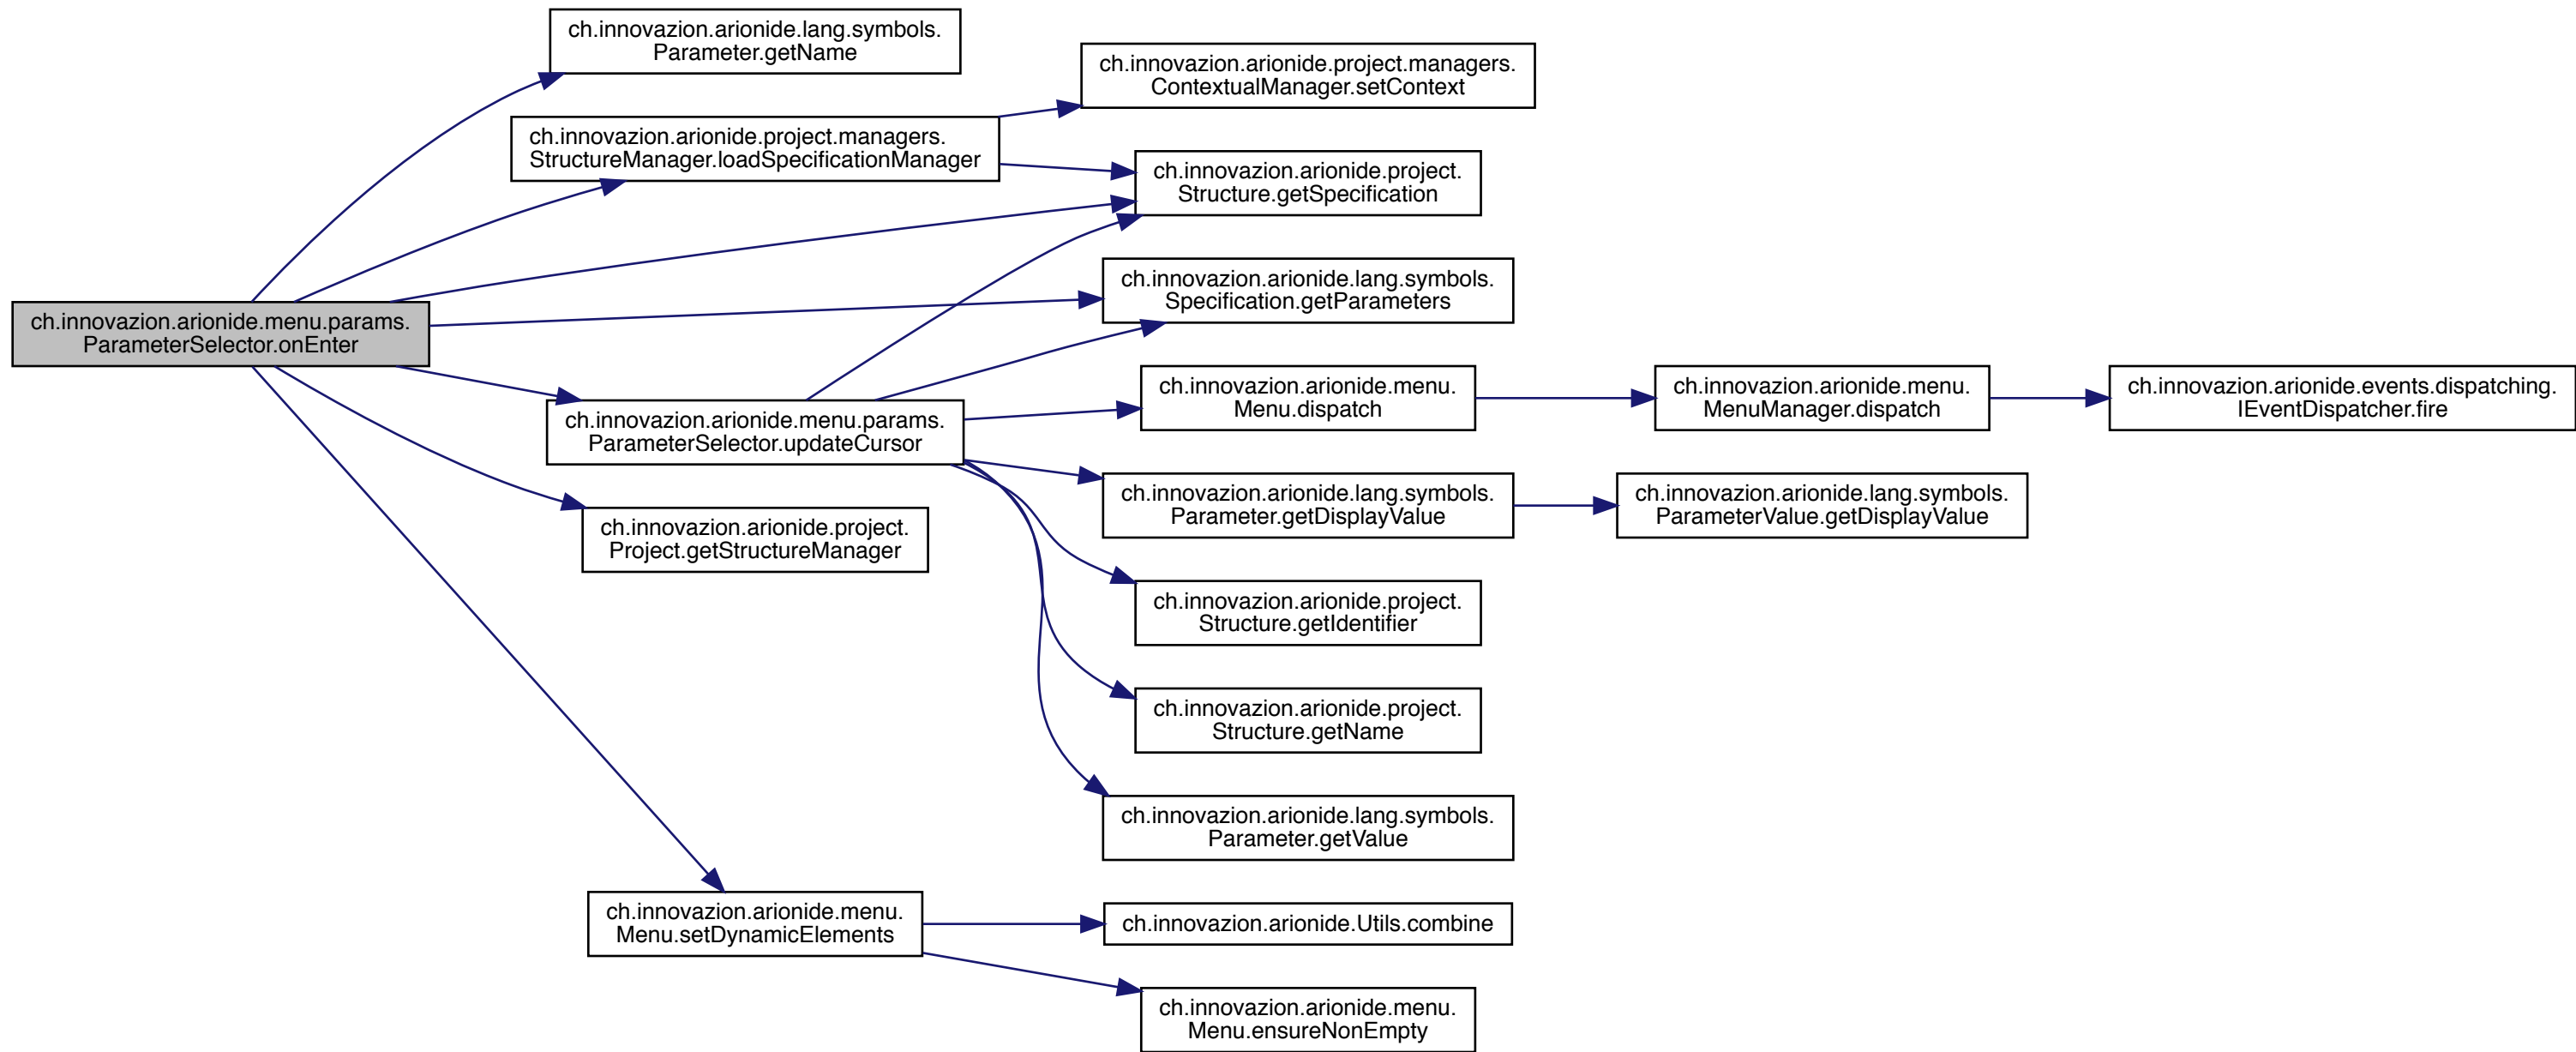 ch.innovazion.arionide.menu.params.
ParameterSelector.onEnter
ch.innovazion.arionide.lang.symbols.
Parameter.getName
ch.innovazion.arionide.project.managers.
StructureManager.loadSpecificationManager
ch.innovazion.arionide.project.managers.
ContextualManager.setContext
ch.innovazion.arionide.project.
Structure.getSpecification
ch.innovazion.arionide.lang.symbols.
Specification.getParameters
ch.innovazion.arionide.menu.params.
ParameterSelector.updateCursor
ch.innovazion.arionide.menu.
Menu.dispatch
ch.innovazion.arionide.menu.
MenuManager.dispatch
ch.innovazion.arionide.events.dispatching.
IEventDispatcher.fire
ch.innovazion.arionide.lang.symbols.
Parameter.getDisplayValue
ch.innovazion.arionide.lang.symbols.
ParameterValue.getDisplayValue
ch.innovazion.arionide.project.
Project.getStructureManager
ch.innovazion.arionide.project.
Structure.getIdentifier
ch.innovazion.arionide.project.
Structure.getName
ch.innovazion.arionide.lang.symbols.
Parameter.getValue
ch.innovazion.arionide.menu.
Menu.setDynamicElements
ch.innovazion.arionide.Utils.combine
ch.innovazion.arionide.menu.
Menu.ensureNonEmpty